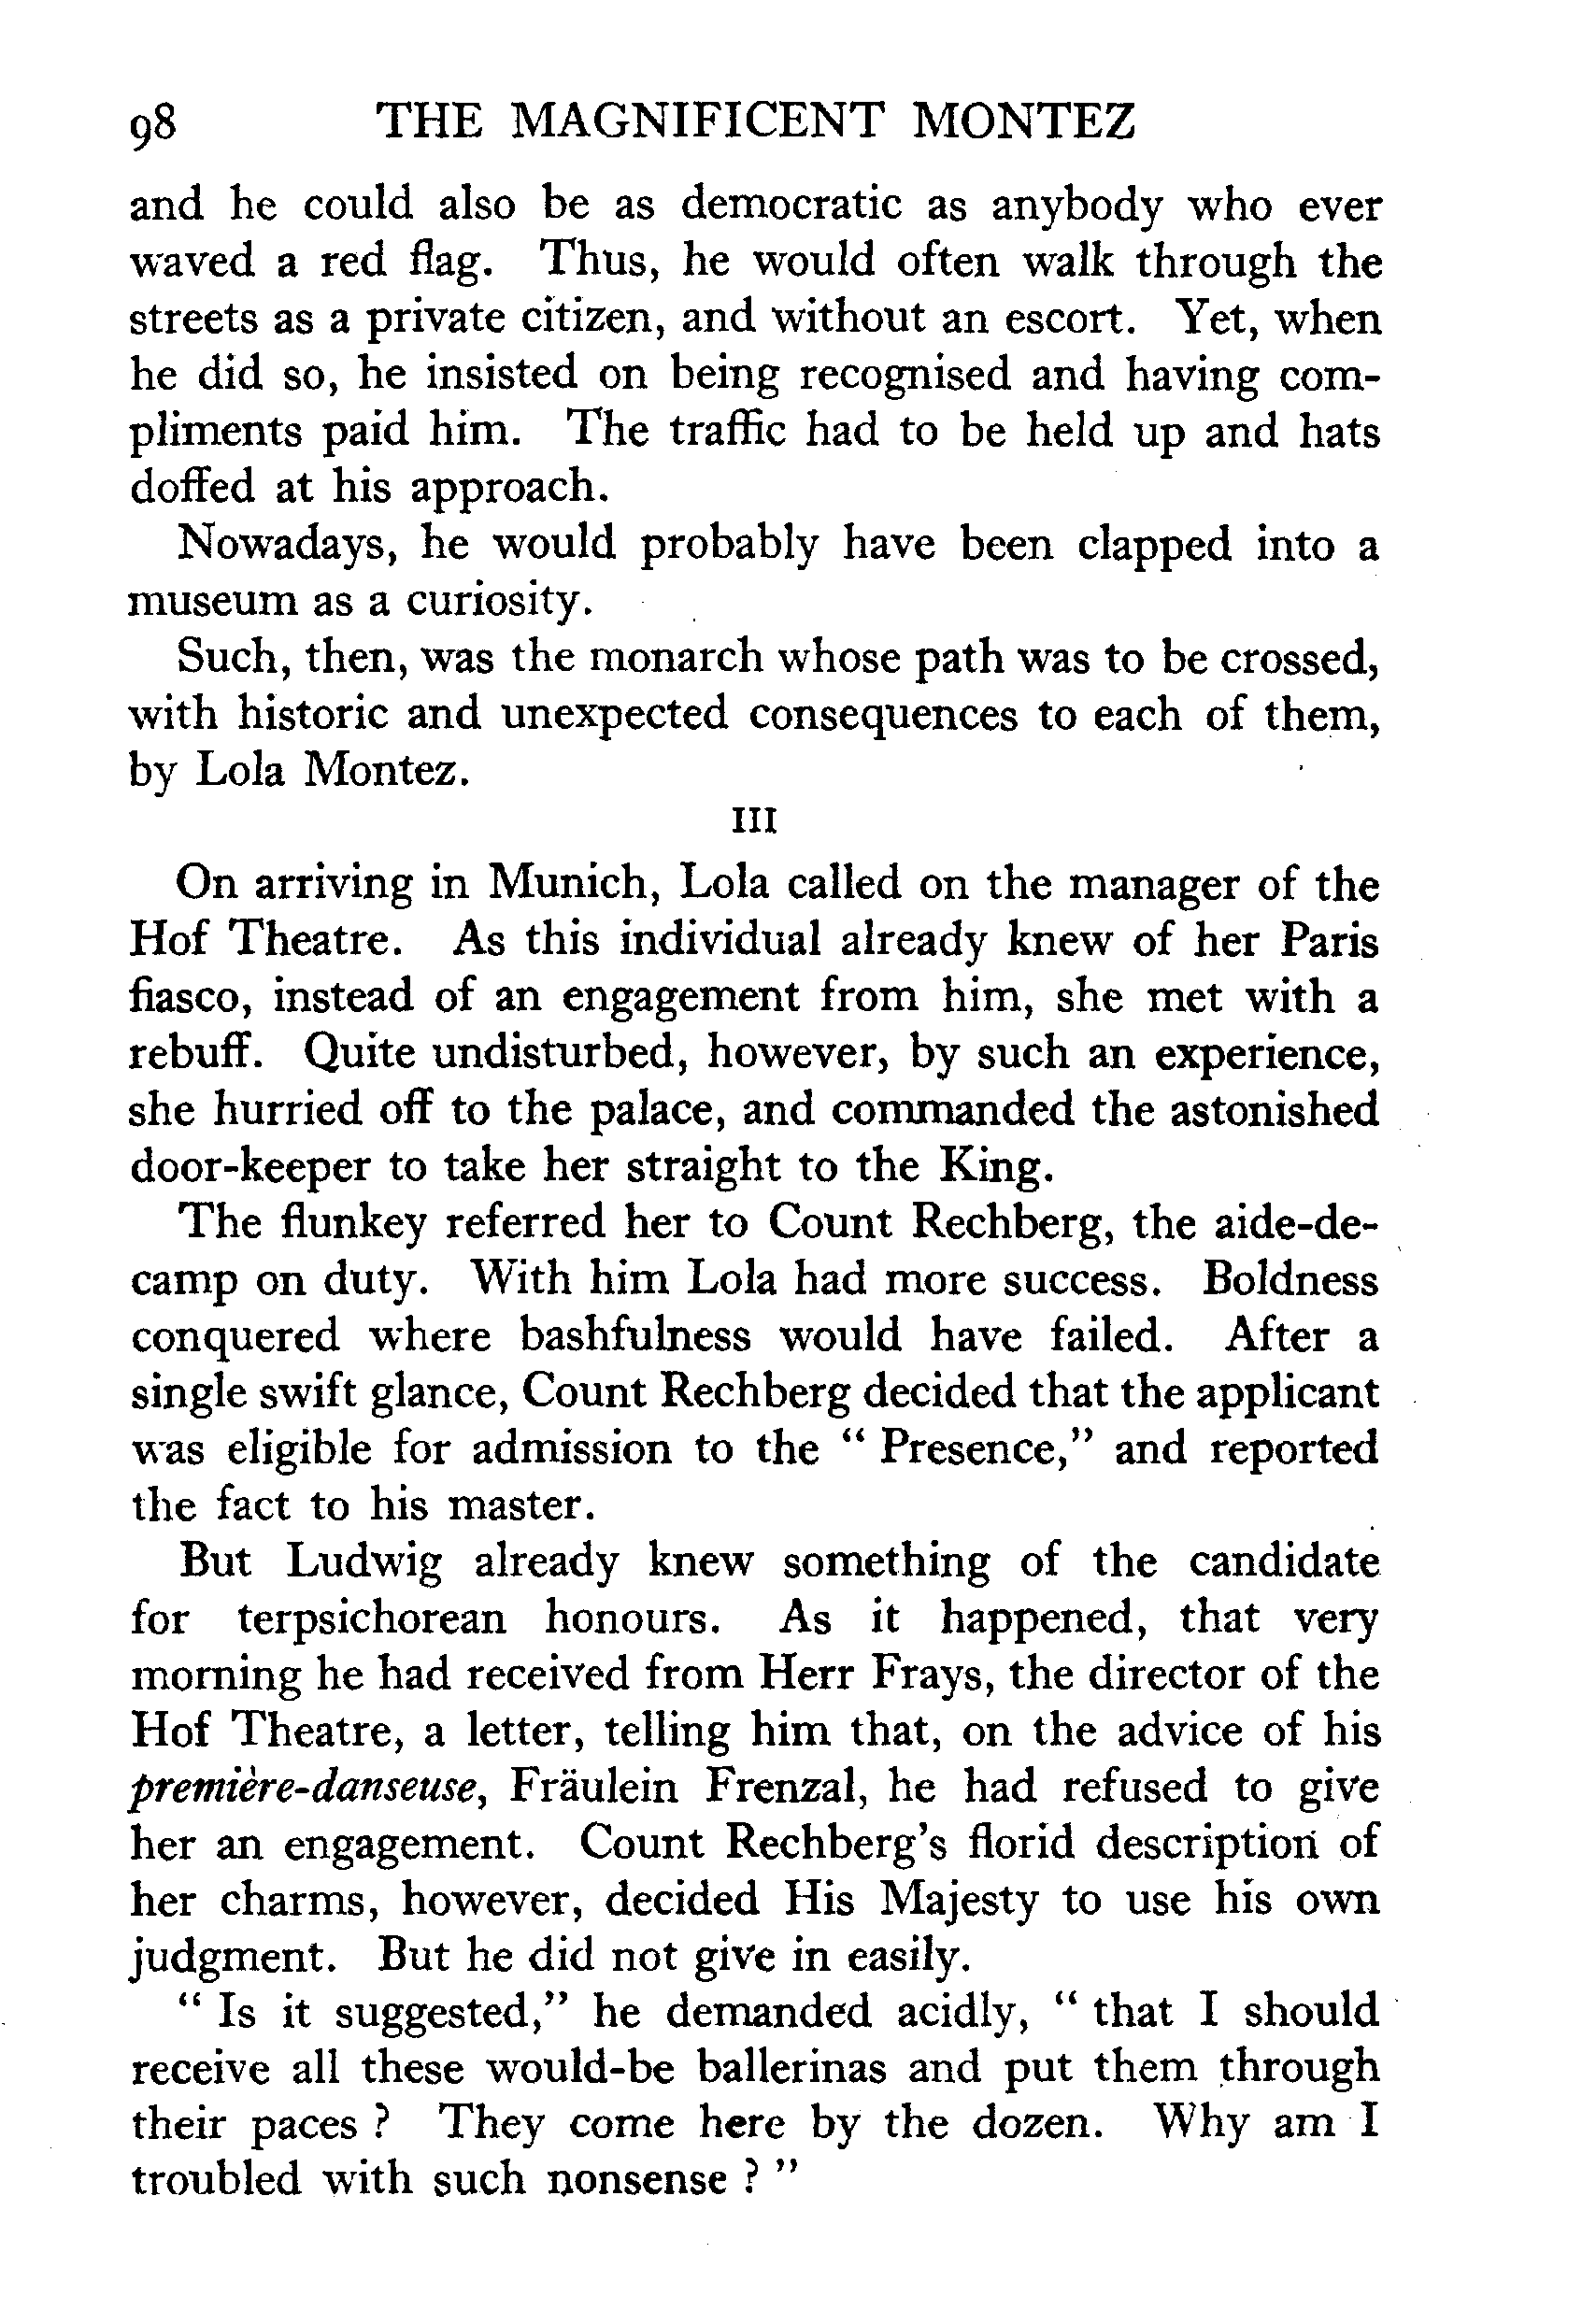 98 THE MAGNIFICENT MONTEZ
and he could also be as democratic as anybody who ever
waved a red flag. Thus, he would often walk through the
streets as a private citizen, and without an escort. Yet, when
he did so, he insisted on being recognised and having com-
pliments paid him. The traffic had to be held up and hats
doffed at his approach.
Nowadays, he would probably have been clapped into a
museum as a curiosity.
Such, then, was the monarch whose path was to be crossed,
with historic and unexpected consequences to each of them,
by Lola Montez.
III
On arriving in Munich, Lola called on the manager of the
Hof Theatre. As this individual already knew of her Paris
fiasco, instead of an engagement from him, she met with a
rebuff. Quite undisturbed, however, by such an experience,
she hurried off to the palace, and commanded the astonished
door-keeper to take her straight to the King.
The flunkey referred her to Count Rechberg, the aide-de-
camp on duty. With him Lola had more success. Boldness
conquered where bashfulness would have failed. After a
single swift glance, Count Rechberg decided that the applicant
was eligible for admission to the “ Presence,” and reported
the fact to his master.
But Ludwig already knew something of the candidate
for terpsichorean honours. As it happened, that very
morning he had received from Herr Frays, the director of the
Hof Theatre, a letter, telling him that, on the advice of his
première-danseuse, Fräulein Frenzal, he had refused to give
her an engagement. Count Rechberg’s florid description of
her charms, however, decided His Majesty to use his own
judgment. But he did not give in easily.
“ Is it suggested,” he demanded acidly, “ that I should
receive all these would-be ballerinas and put them through
their paces ? They come here by the dozen. Why am I
troubled with such nonsense ? ”